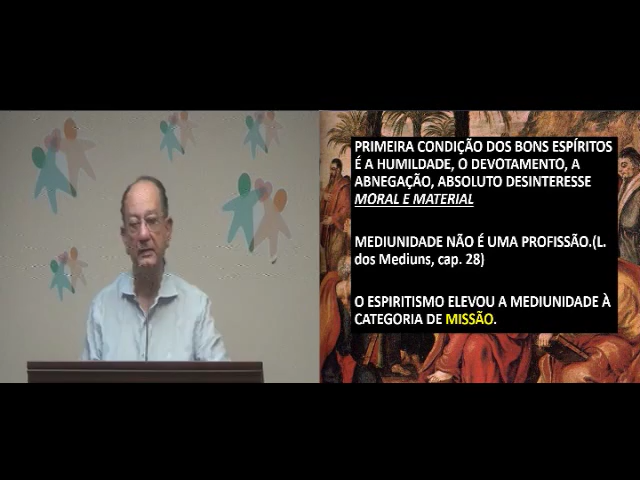 PRIMEIRA CONDIÇÃO DOS BONS ESPÍRITOS
É A HUMILDADE, O DEVOTAMENTO, A
ABNEGAÇÃO, ABSOLUTO DESINTERESSE
MORAL E MATERIAL
MEDIUNIDADE NÃO É UMA PROFISSÃO.(L.
dos Mediuns, cap. 28)
O ESPIRITISMO ELEVOU A MEDIUNIDADE À
CATEGORIA DE MISSÃO.